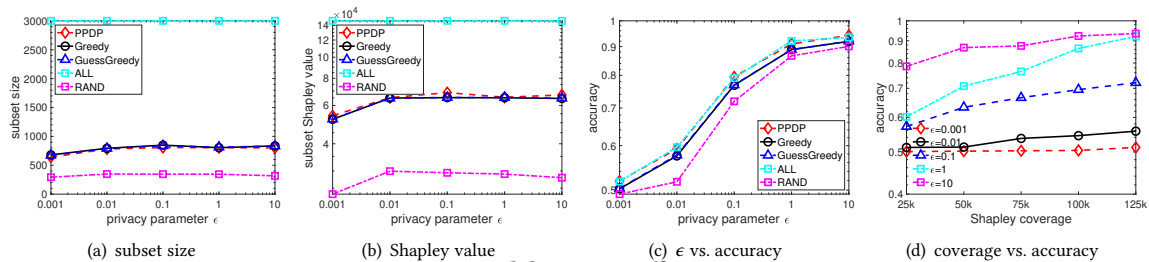 3000
2500
2000
1500
1000
500
0
subset size
PPDP
Greedy
GuessGreedy
ALL
RAND
0.001 0.01 0.1 1 10
privacy parameter ϵ
(a) subset size
×10⁴
14
12
10
8
6
4
subset Shapley value
PPDP
Greedy
GuessGreedy
ALL
RAND
0.001 0.01 0.1 1 10
privacy parameter ϵ
(b) Shapley value
1
0.9
0.8
0.7
0.6
0.5
accuracy
PPDP
Greedy
GuessGreedy
ALL
RAND
0.001 0.01 0.1 1 10
privacy parameter ϵ
(c) ϵ vs. accuracy
1
0.9
0.8
0.7
0.6
0.5
0.4
accuracy
ϵ=0.001
ϵ=0.01
ϵ=0.1
ϵ=1
ϵ=10
25k 50k 75k 100k 125k
Shapley coverage
(d) coverage vs. accuracy